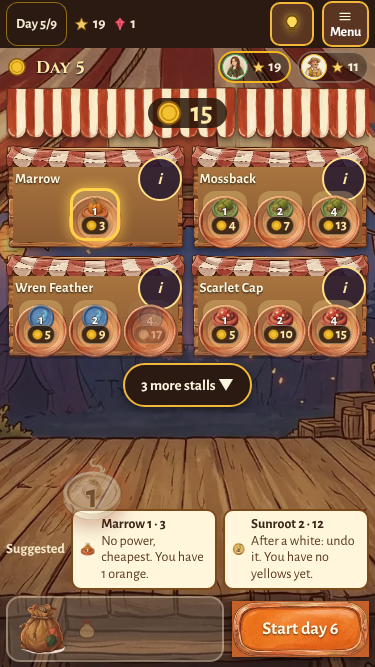 Day 5/9
19
1
Menu
DAY 5
19
11
15
Marrow
i
1
3
Mossback
i
1
4
2
7
4
13
Wren Feather
i
1
5
2
9
4
17
Scarlet Cap
i
1
5
2
10
4
15
3 more stalls
1
Suggested
Marrow 1 · 3
No power,
cheapest. You have
1 orange.
Sunroot 2 · 12
After a white: undo
it. You have no
yellows yet.
Start day 6